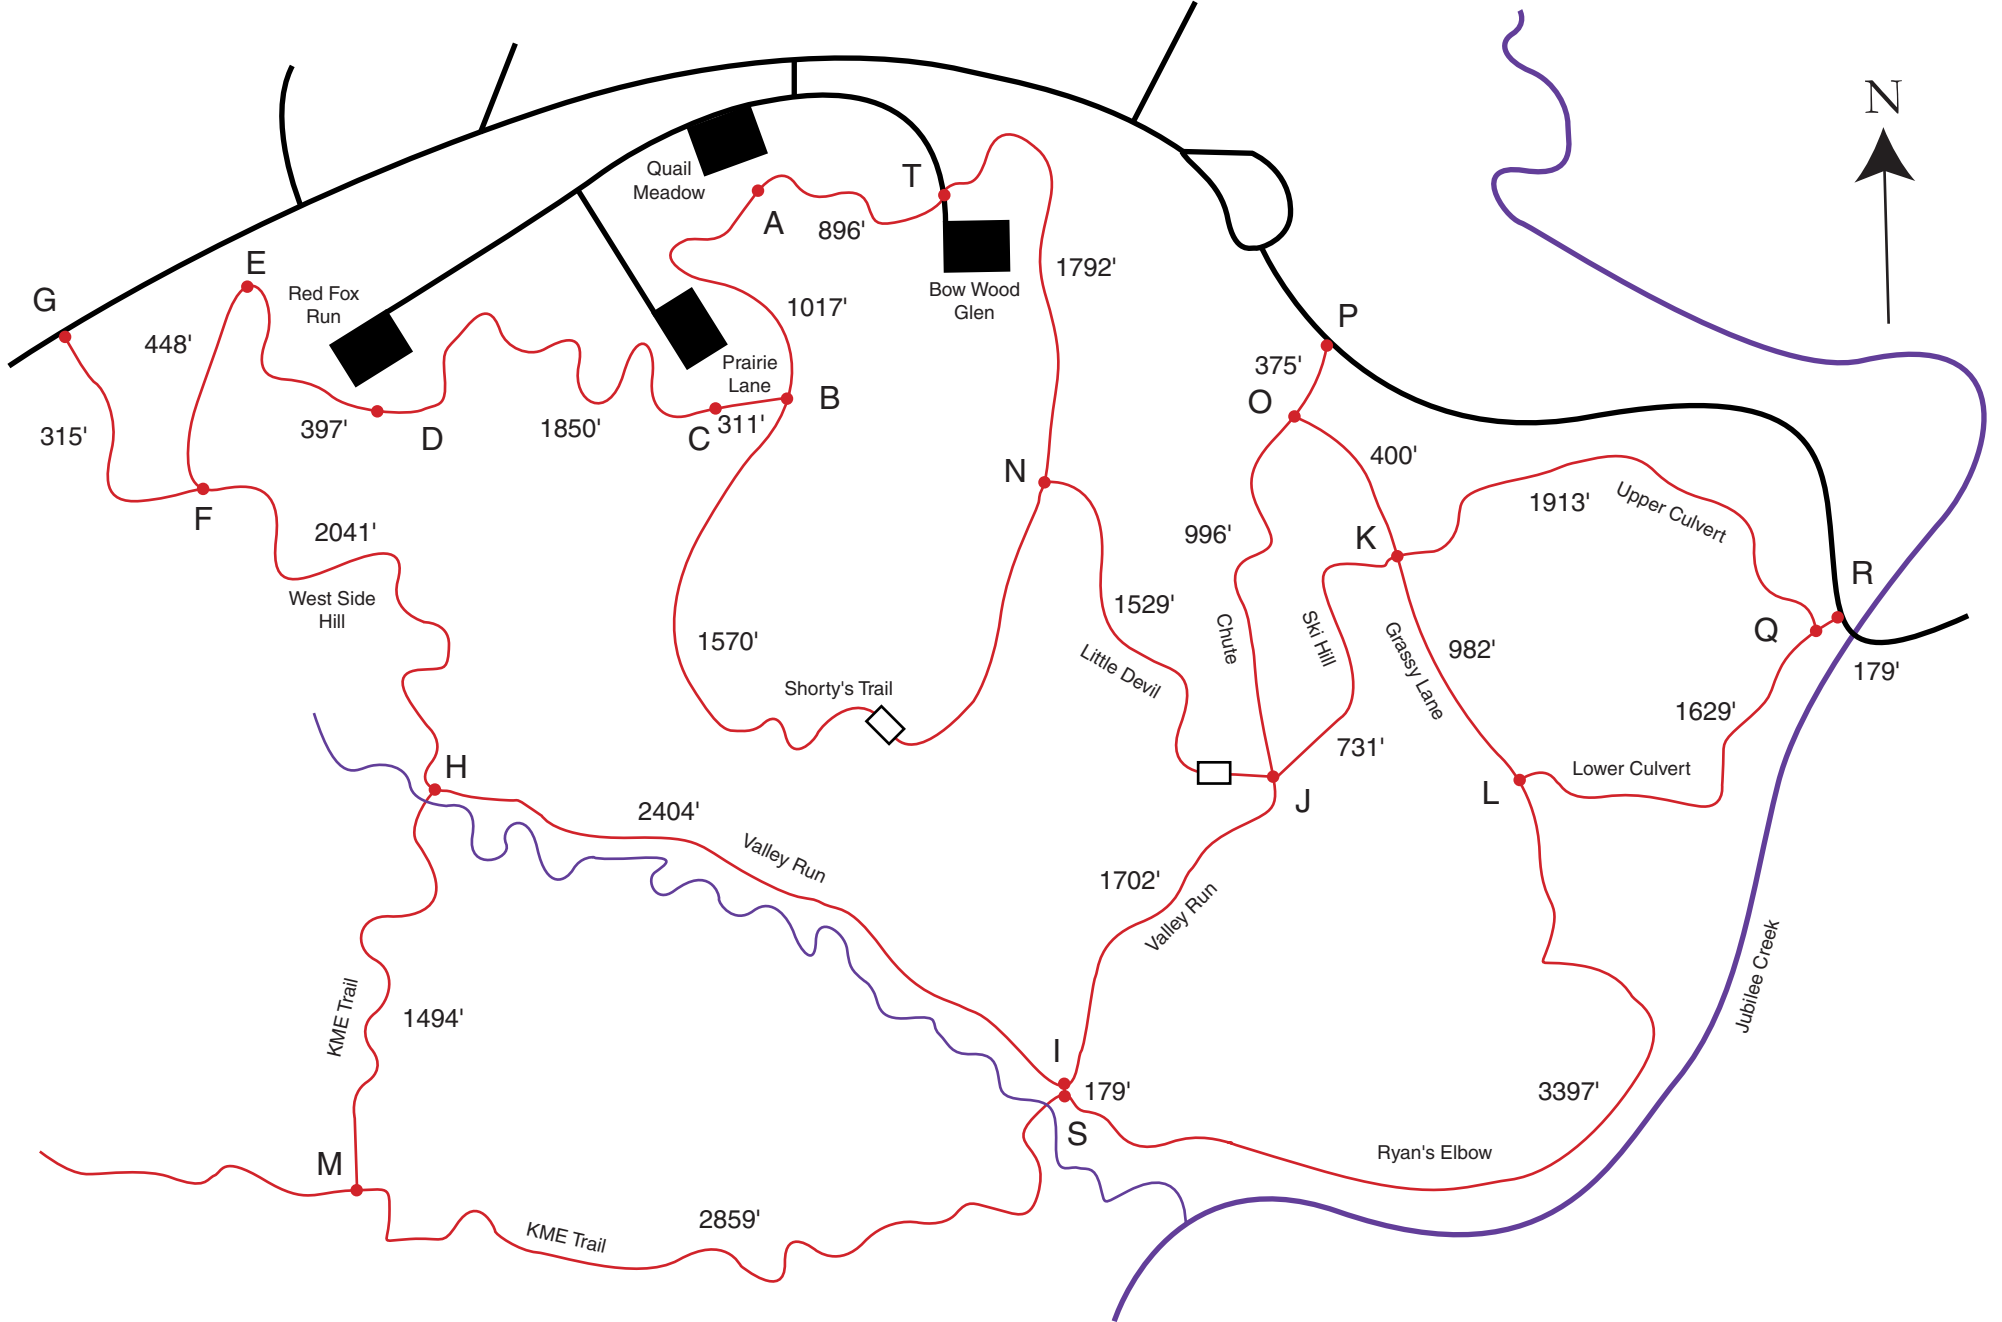 N
Quail
Meadow
T
A
896'
E
G
Red Fox
Run
448'
1017'
Bow Wood
Glen
1792'
P
375'
Prairie
Lane
B
O
315'
397'
D
1850'
C
311'
400'
F
2041'
N
West Side
Hill
996'
K
1913'
Upper Culvert
R
Q
179'
1529'
1570'
Little Devil
Chute
Ski Hill
Grassy Lane
982'
Shorty's Trail
1629'
731'
Lower Culvert
H
J
L
2404'
Valley Run
1702'
Valley Run
KME Trail
1494'
Jubilee Creek
I
179'
S
3397'
Ryan's Elbow
M
2859'
KME Trail